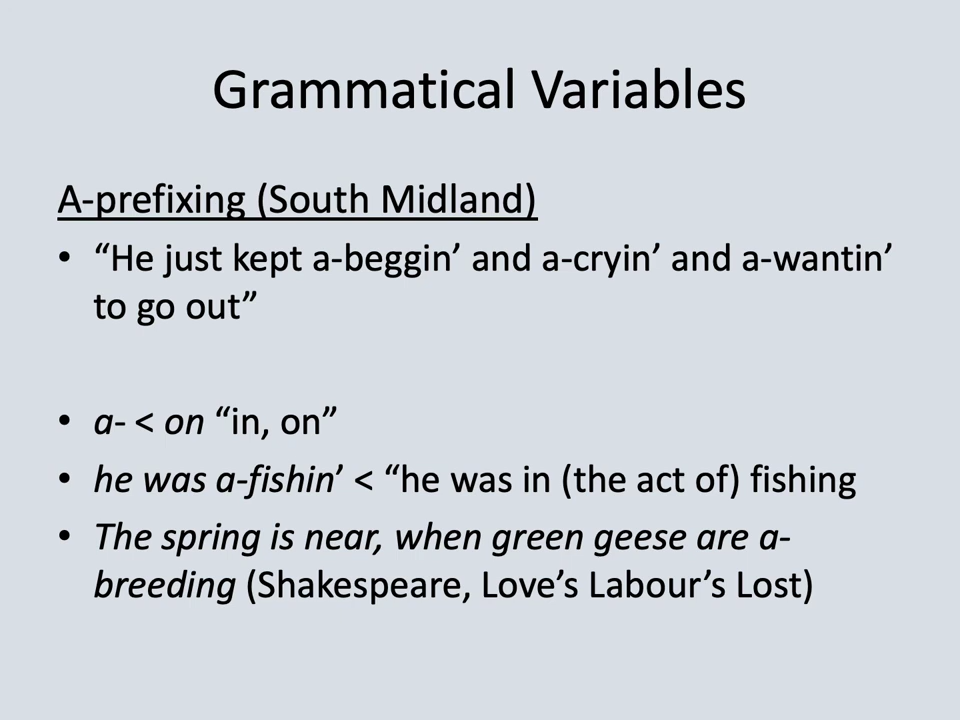 Grammatical Variables
A-prefixing (South Midland)
• “He just kept a-beggin’ and a-cryin’ and a-wantin’
to go out”
• a- < on “in, on”
• he was a-fishin’ < “he was in (the act of) fishing
• The spring is near, when green geese are a-
breeding (Shakespeare, Love’s Labour’s Lost)